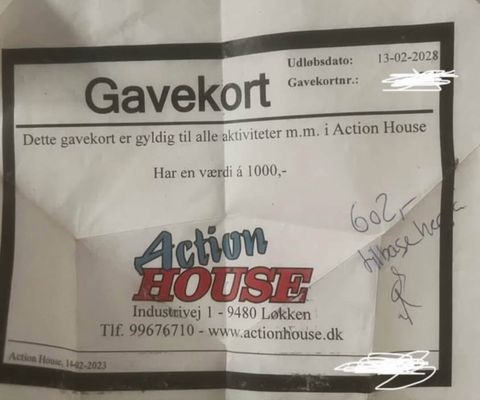 Udløbsdato: 13-02-2028
Gavekortnr.:
Gavekort
Dette gavekort er gyldig til alle aktiviteter m.m. i Action House
Har en værdi á 1000,-
602,-
tilbage
Action
HOUSE
Industrivej 1 - 9480 Løkken
Tlf. 99676710 - www.actionhouse.dk
Action House, 14-02-2023